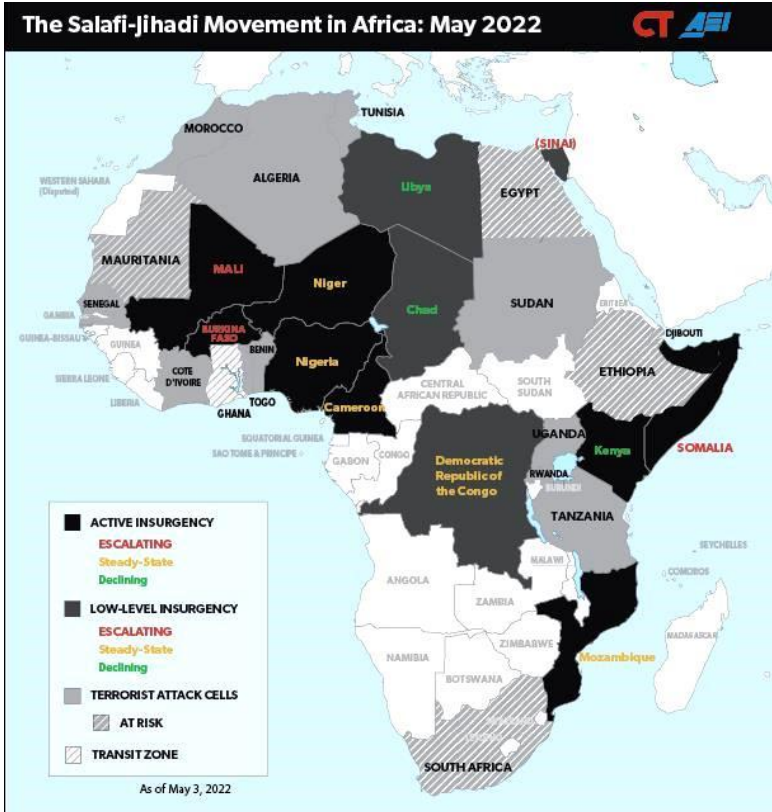 The Salafi-Jihadi Movement in Africa: May 2022
CT AEI
TUNISIA
MOROCCO
(SINAI)
ALGERIA
Libya
EGYPT
WESTERN SAHARA
(Disputed)
MAURITANIA
MALI
Niger
Chad
SUDAN
ERITREA
SENEGAL
GAMBIA
BURKINA
FASO
DJIBOUTI
GUINEA-BISSAU
GUINEA
BENIN
Nigeria
ETHIOPIA
COTE
D'IVOIRE
CENTRAL
AFRICAN REPUBLIC
SOUTH
SUDAN
SIERRA LEONE
LIBERIA
TOGO
GHANA
Cameroon
EQUATORIAL GUINEA
UGANDA
Kenya
SOMALIA
SAO TOME & PRINCIPE
GABON
CONGO
Democratic
Republic of
the Congo
RWANDA
BURUNDI
TANZANIA
SEYCHELLES
COMOROS
MALAWI
ANGOLA
ZAMBIA
MADAGASCAR
ZIMBABWE
Mozambique
NAMIBIA
BOTSWANA
SOUTH AFRICA
ACTIVE INSURGENCY
ESCALATING
Steady-State
Declining
LOW-LEVEL INSURGENCY
ESCALATING
Steady-State
Declining
TERRORIST ATTACK CELLS
AT RISK
TRANSIT ZONE
As of May 3, 2022